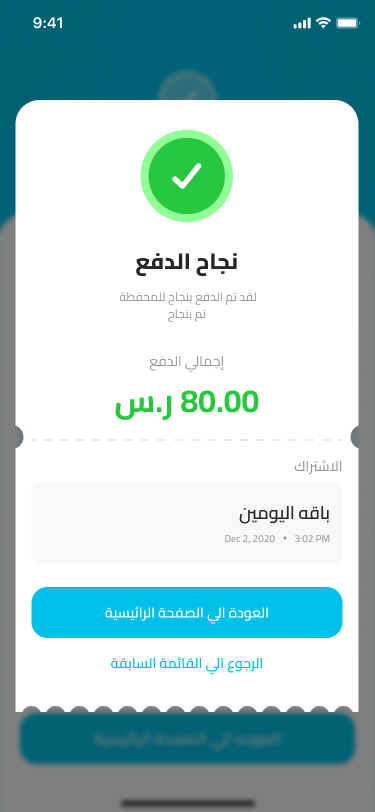 9:41
نجاح الدفع
لقد تم الدفع بنجاح للمحفظة
تم بنجاح
إجمالي الدفع
80.00 ر.س
الاشتراك
باقه اليومين
Dec 2, 2020 • 3:02 PM
العودة الي الصفحة الرائيسية
الرجوع الي القائمة السابقة